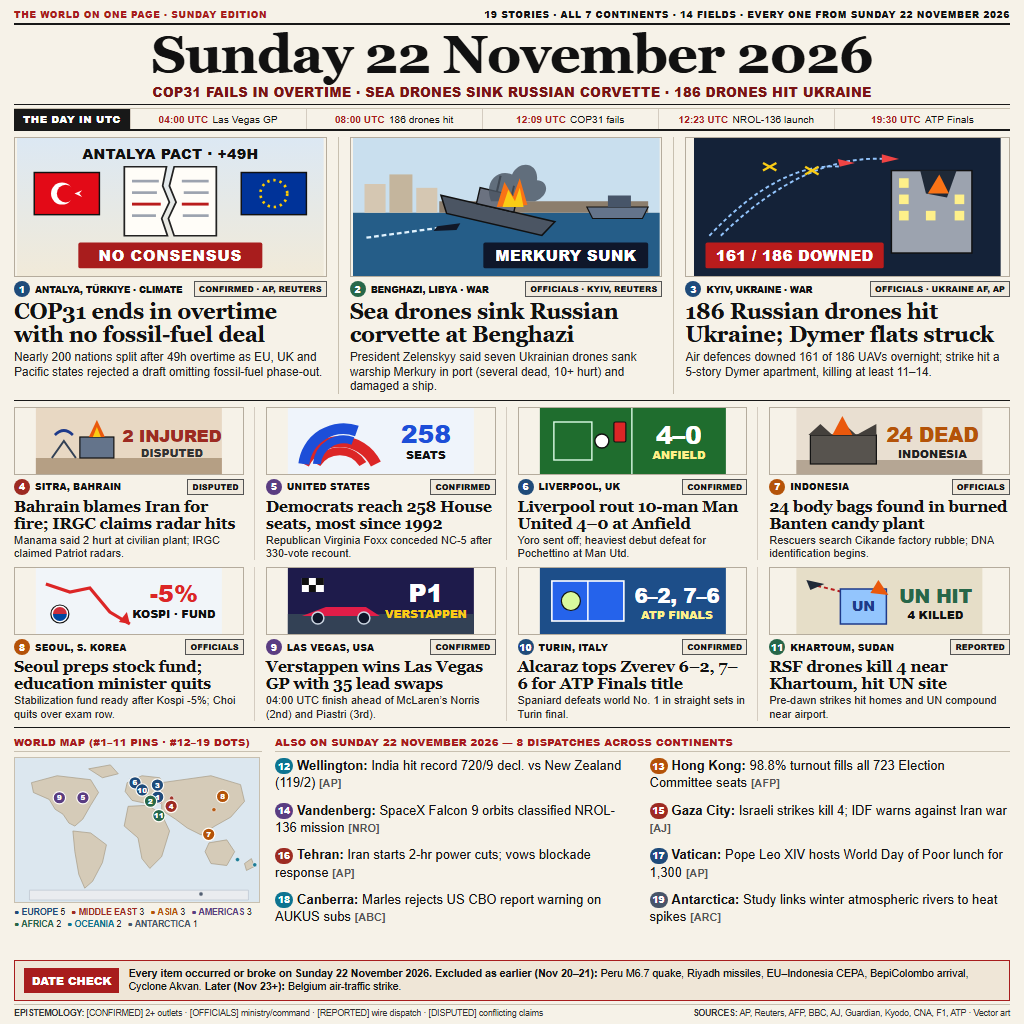 THE WORLD ON ONE PAGE · SUNDAY EDITION
19 STORIES · ALL 7 CONTINENTS · 14 FIELDS · EVERY ONE FROM SUNDAY 22 NOVEMBER 2026
Sunday 22 November 2026
COP31 FAILS IN OVERTIME · SEA DRONES SINK RUSSIAN CORVETTE · 186 DRONES HIT UKRAINE
THE DAY IN UTC
04:00 UTC Las Vegas GP
08:00 UTC 186 drones hit
12:09 UTC COP31 fails
12:23 UTC NROL-136 launch
19:30 UTC ATP Finals
ANTALYA PACT · +49H
NO CONSENSUS
1 ANTALYA, TÜRKIYE · CLIMATE
CONFIRMED · AP, REUTERS
COP31 ends in overtime
with no fossil-fuel deal
Nearly 200 nations split after 49h overtime as EU, UK and
Pacific states rejected a draft omitting fossil-fuel phase-out.
MERKURY SUNK
2 BENGHAZI, LIBYA · WAR
OFFICIALS · KYIV, REUTERS
Sea drones sink Russian
corvette at Benghazi
President Zelenskyy said seven Ukrainian drones sank
warship Merkury in port (several dead, 10+ hurt) and
damaged a ship.
161 / 186 DOWNED
3 KYIV, UKRAINE · WAR
OFFICIALS · UKRAINE AF, AP
186 Russian drones hit
Ukraine; Dymer flats struck
Air defences downed 161 of 186 UAVs overnight; strike hit a
5-story Dymer apartment, killing at least 11–14.
2 INJURED
DISPUTED
4 SITRA, BAHRAIN
DISPUTED
Bahrain blames Iran for
fire; IRGC claims radar hits
Manama said 2 hurt at civilian plant; IRGC
claimed Patriot radars.
258
SEATS
5 UNITED STATES
CONFIRMED
Democrats reach 258 House
seats, most since 1992
Republican Virginia Foxx conceded NC-5 after
330-vote recount.
4–0
ANFIELD
6 LIVERPOOL, UK
CONFIRMED
Liverpool rout 10-man Man
United 4–0 at Anfield
Yoro sent off; heaviest debut defeat for
Pochettino at Man Utd.
24 DEAD
INDONESIA
7 INDONESIA
OFFICIALS
24 body bags found in burned
Banten candy plant
Rescuers search Cikande factory rubble; DNA
identification begins.
-5%
KOSPI · FUND
8 SEOUL, S. KOREA
OFFICIALS
Seoul preps stock fund;
education minister quits
Stabilization fund ready after Kospi -5%; Choi
quits over exam row.
P1
VERSTAPPEN
9 LAS VEGAS, USA
CONFIRMED
Verstappen wins Las Vegas
GP with 35 lead swaps
04:00 UTC finish ahead of McLaren's Norris
(2nd) and Piastri (3rd).
6–2, 7–6
ATP FINALS
10 TURIN, ITALY
CONFIRMED
Alcaraz tops Zverev 6–2, 7–
6 for ATP Finals title
Spaniard defeats world No. 1 in straight sets in
Turin final.
UN
UN HIT
4 KILLED
11 KHARTOUM, SUDAN
REPORTED
RSF drones kill 4 near
Khartoum, hit UN site
Pre-dawn strikes hit homes and UN compound
near airport.
WORLD MAP (#1–11 PINS · #12–19 DOTS)
9
5
6
10
3
1
2
4
11
8
7
EUROPE 5 MIDDLE EAST 3 ASIA 3 AMERICAS 3
AFRICA 2 OCEANIA 2 ANTARCTICA 1
ALSO ON SUNDAY 22 NOVEMBER 2026 — 8 DISPATCHES ACROSS CONTINENTS
12 Wellington: India hit record 720/9 decl. vs New Zealand
(119/2) [AP]
13 Hong Kong: 98.8% turnout fills all 723 Election
Committee seats [AFP]
14 Vandenberg: SpaceX Falcon 9 orbits classified NROL-
136 mission [NRO]
15 Gaza City: Israeli strikes kill 4; IDF warns against Iran war
[AJ]
16 Tehran: Iran starts 2-hr power cuts; vows blockade
response [AP]
17 Vatican: Pope Leo XIV hosts World Day of Poor lunch for
1,300 [AP]
18 Canberra: Marles rejects US CBO report warning on
AUKUS subs [ABC]
19 Antarctica: Study links winter atmospheric rivers to heat
spikes [ARC]
DATE CHECK
Every item occurred or broke on Sunday 22 November 2026. Excluded as earlier (Nov 20–21): Peru M6.7 quake, Riyadh missiles, EU–Indonesia CEPA, BepiColombo arrival,
Cyclone Akvan. Later (Nov 23+): Belgium air-traffic strike.
EPISTEMOLOGY: [CONFIRMED] 2+ outlets · [OFFICIALS] ministry/command · [REPORTED] wire dispatch · [DISPUTED] conflicting claims
SOURCES: AP, Reuters, AFP, BBC, AJ, Guardian, Kyodo, CNA, F1, ATP · Vector art